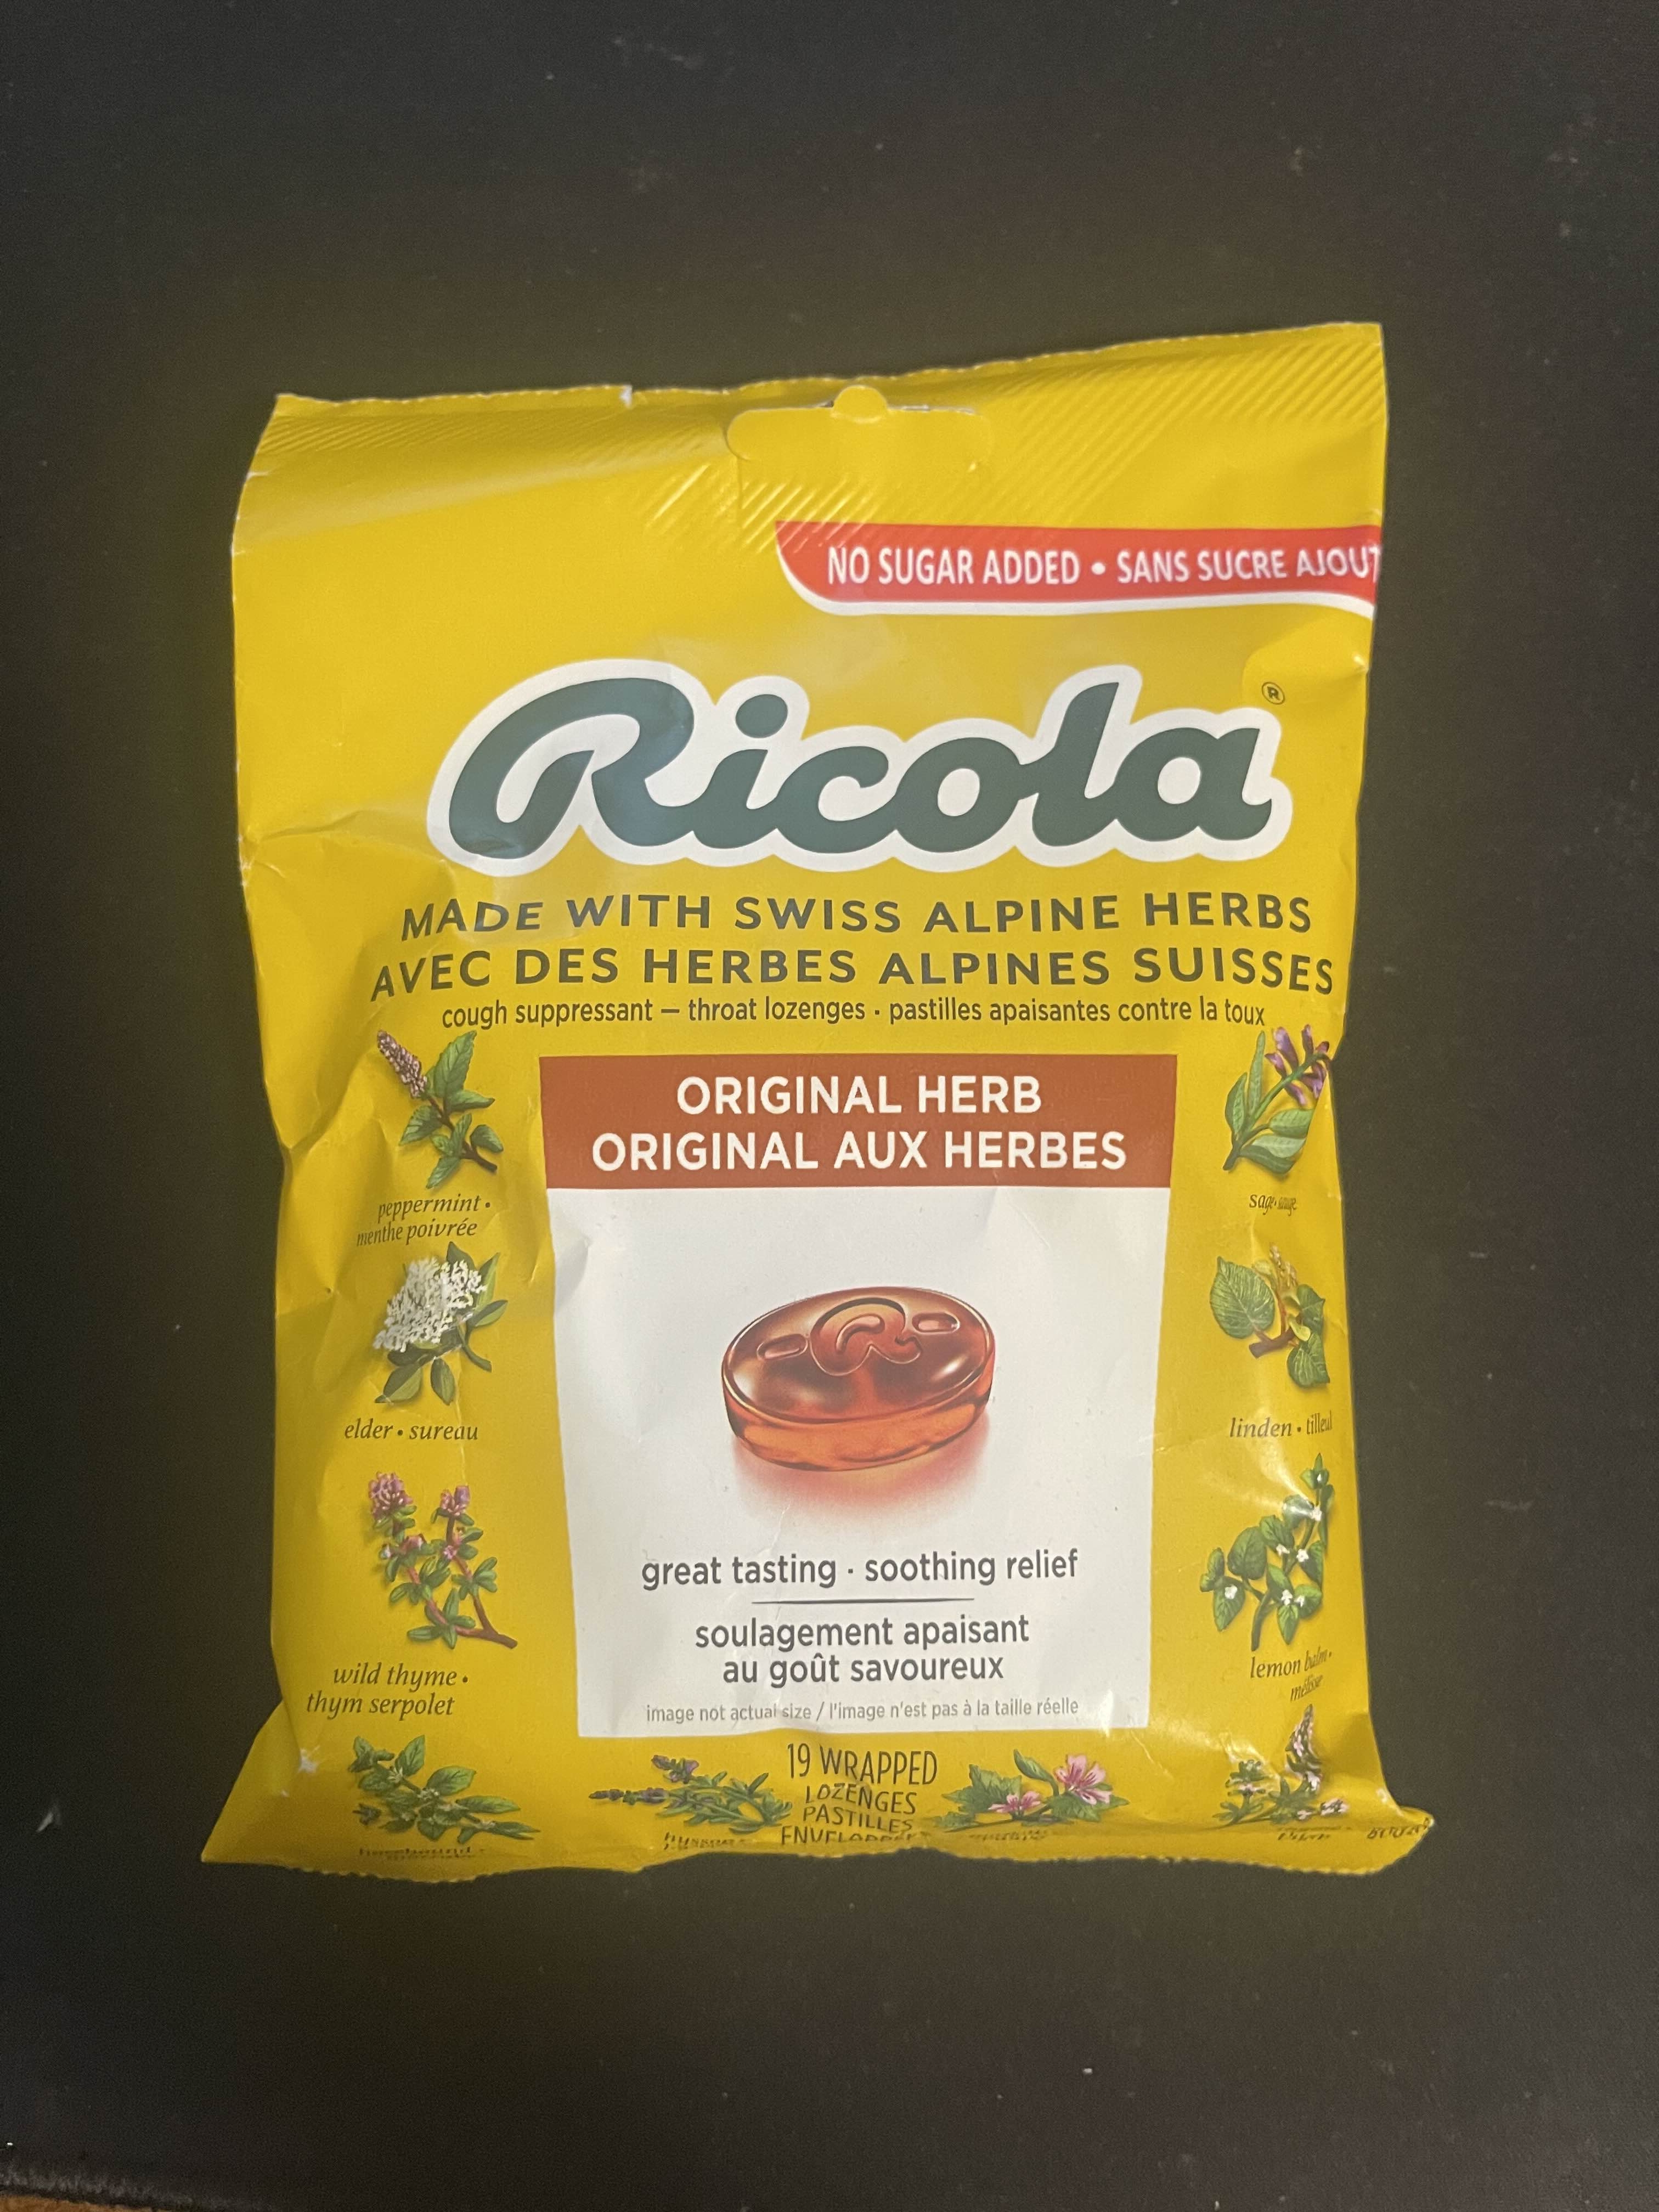 NO SUGAR ADDED • SANS SUCRE AJOUT
Ricola®
MADE WITH SWISS ALPINE HERBS
AVEC DES HERBES ALPINES SUISSES
cough suppressant – throat lozenges · pastilles apaisantes contre la toux
ORIGINAL HERB
ORIGINAL AUX HERBES
peppermint •
menthe poivrée
sage • sauge
elder • sureau
linden • tilleul
great tasting · soothing relief
soulagement apaisant
au goût savoureux
image not actual size / l'image n'est pas à la taille réelle
wild thyme •
thym serpolet
lemon balm •
mélisse
19 WRAPPED
LOZENGES
PASTILLES